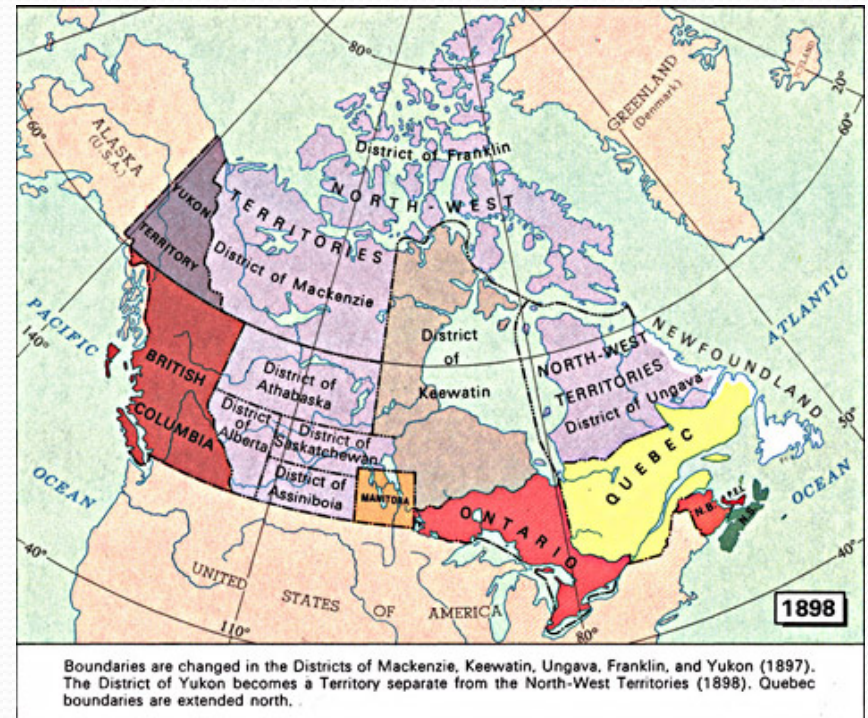 80°
20°
60°
GREENLAND
(Denmark)
ICELAND
60°
ALASKA
(U.S.A.)
District of Franklin
YUKON
TERRITORY
NORTH-WEST
TERRITORIES
District of Mackenzie
PACIFIC
OCEAN
140°
ATLANTIC
OCEAN
NEWFOUNDLAND
50°
BRITISH
COLUMBIA
District of
Athabaska
District
of
Alberta
District of
Saskatchewan
District of
Assiniboia
MANITOBA
District
of
Keewatin
NORTH-WEST
TERRITORIES
District of Ungava
QUEBEC
ONTARIO
N.B.
P.E.I.
N.S.
40°
40°
UNITED
STATES
OF
AMERICA
110°
80°
1898
Boundaries are changed in the Districts of Mackenzie, Keewatin, Ungava, Franklin, and Yukon (1897).
The District of Yukon becomes a Territory separate from the North-West Territories (1898). Quebec
boundaries are extended north.